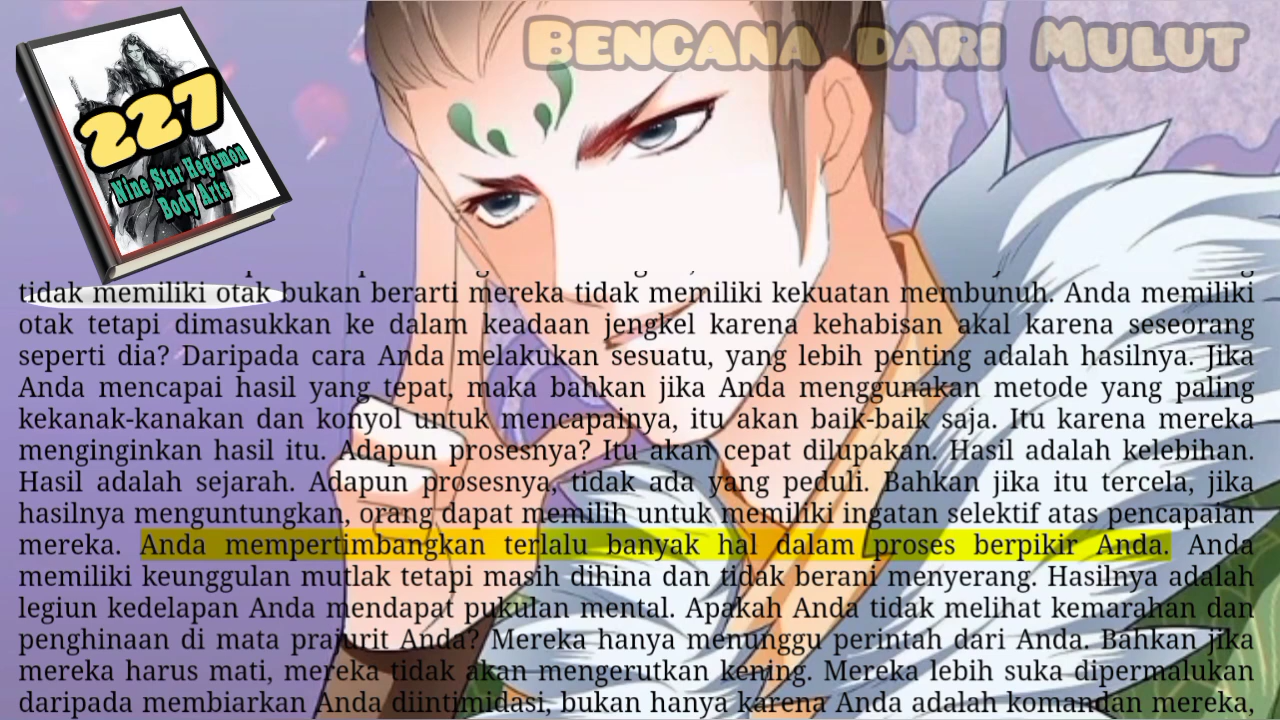 BENCANA DARI MULUT
227
Nine Star Hegemon
Body Arts
tidak memiliki otak bukan berarti mereka tidak memiliki kekuatan membunuh. Anda memiliki
otak tetapi dimasukkan ke dalam keadaan jengkel karena kehabisan akal karena seseorang
seperti dia? Daripada cara Anda melakukan sesuatu, yang lebih penting adalah hasilnya. Jika
Anda mencapai hasil yang tepat, maka bahkan jika Anda menggunakan metode yang paling
kekanak-kanakan dan konyol untuk mencapainya, itu akan baik-baik saja. Itu karena mereka
menginginkan hasil itu. Adapun prosesnya? Itu akan cepat dilupakan. Hasil adalah kelebihan.
Hasil adalah sejarah. Adapun prosesnya, tidak ada yang peduli. Bahkan jika itu tercela, jika
hasilnya menguntungkan, orang dapat memilih untuk memiliki ingatan selektif atas pencapaian
mereka. Anda mempertimbangkan terlalu banyak hal dalam proses berpikir Anda. Anda
memiliki keunggulan mutlak tetapi masih dihina dan tidak berani menyerang. Hasilnya adalah
legiun kedelapan Anda mendapat pukulan mental. Apakah Anda tidak melihat kemarahan dan
penghinaan di mata prajurit Anda? Mereka hanya menunggu perintah dari Anda. Bahkan jika
mereka harus mati, mereka tidak akan mengerutkan kening. Mereka lebih suka dipermalukan
daripada membiarkan Anda diintimidasi, bukan hanya karena Anda adalah komandan mereka,